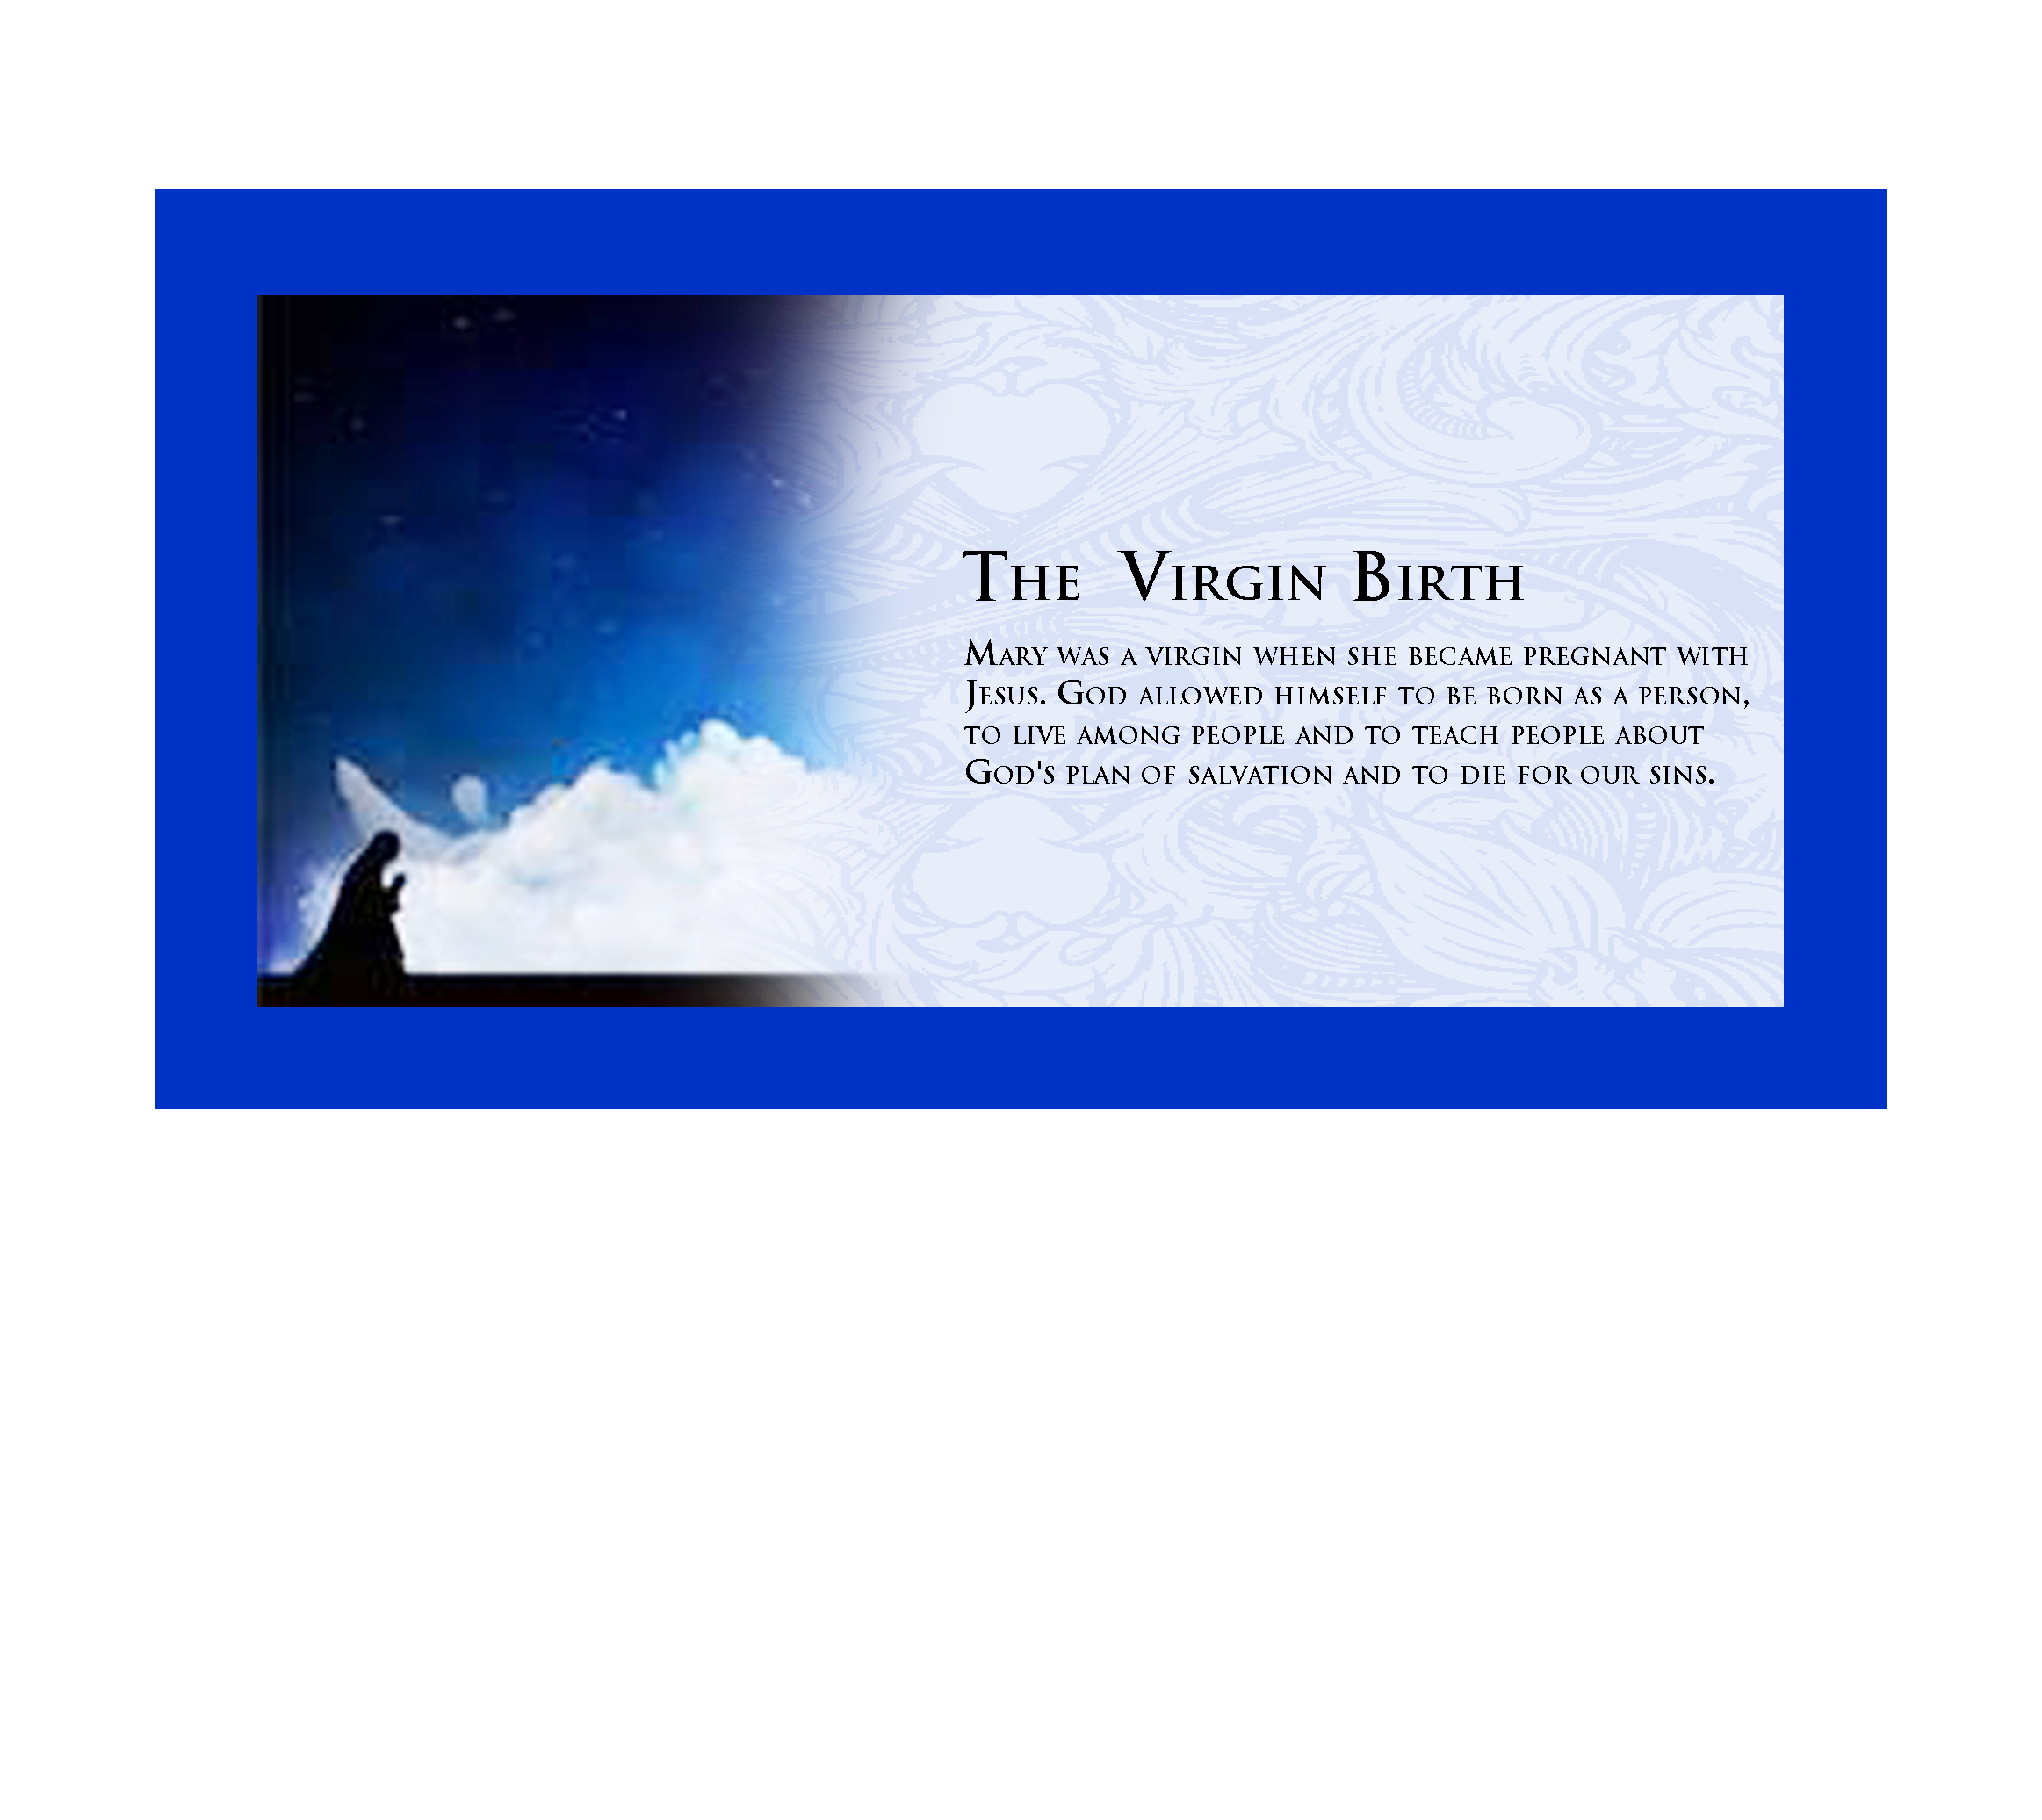 The Virgin Birth
Mary was a virgin when she became pregnant with
Jesus. God allowed himself to be born as a person,
to live among people and to teach people about
God's plan of salvation and to die for our sins.